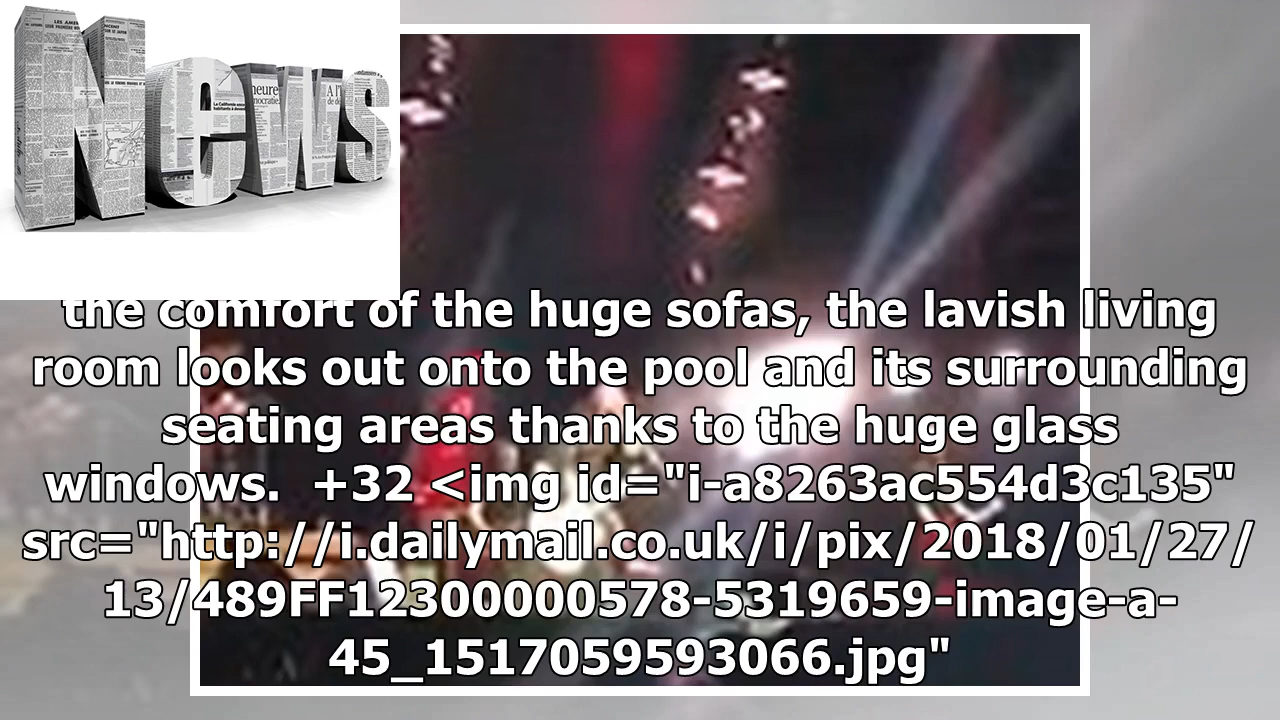 News
the comfort of the huge sofas, the lavish living
room looks out onto the pool and its surrounding
seating areas thanks to the huge glass
windows.  +32 <img id="i-a8263ac554d3c135"
src="http://i.dailymail.co.uk/i/pix/2018/01/27/
13/489FF12300000578-5319659-image-a-
45_1517059593066.jpg"